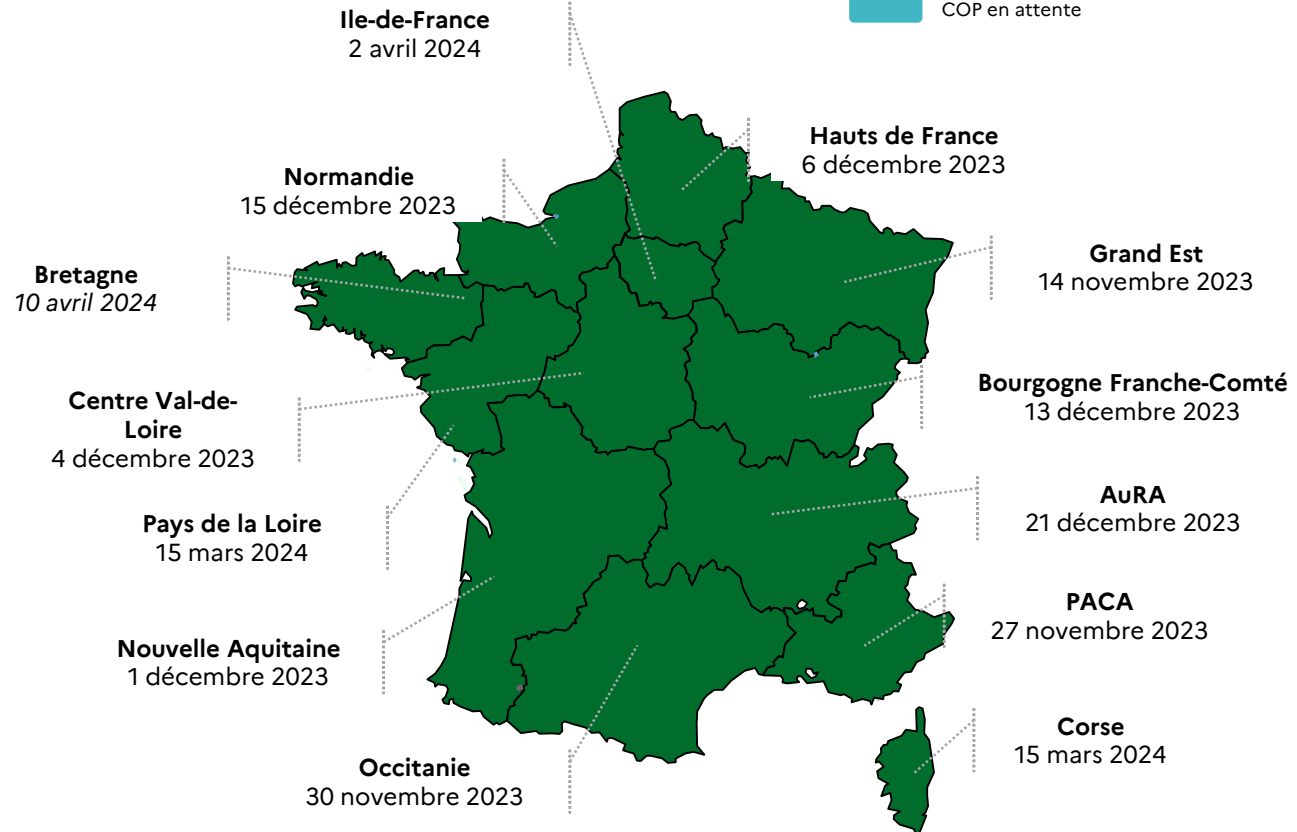 COP en attente
Ile-de-France
2 avril 2024
Hauts de France
6 décembre 2023
Normandie
15 décembre 2023
Grand Est
14 novembre 2023
Bretagne
10 avril 2024
Bourgogne Franche-Comté
13 décembre 2023
Centre Val-de-
Loire
4 décembre 2023
AuRA
21 décembre 2023
Pays de la Loire
15 mars 2024
PACA
27 novembre 2023
Nouvelle Aquitaine
1 décembre 2023
Corse
15 mars 2024
Occitanie
30 novembre 2023